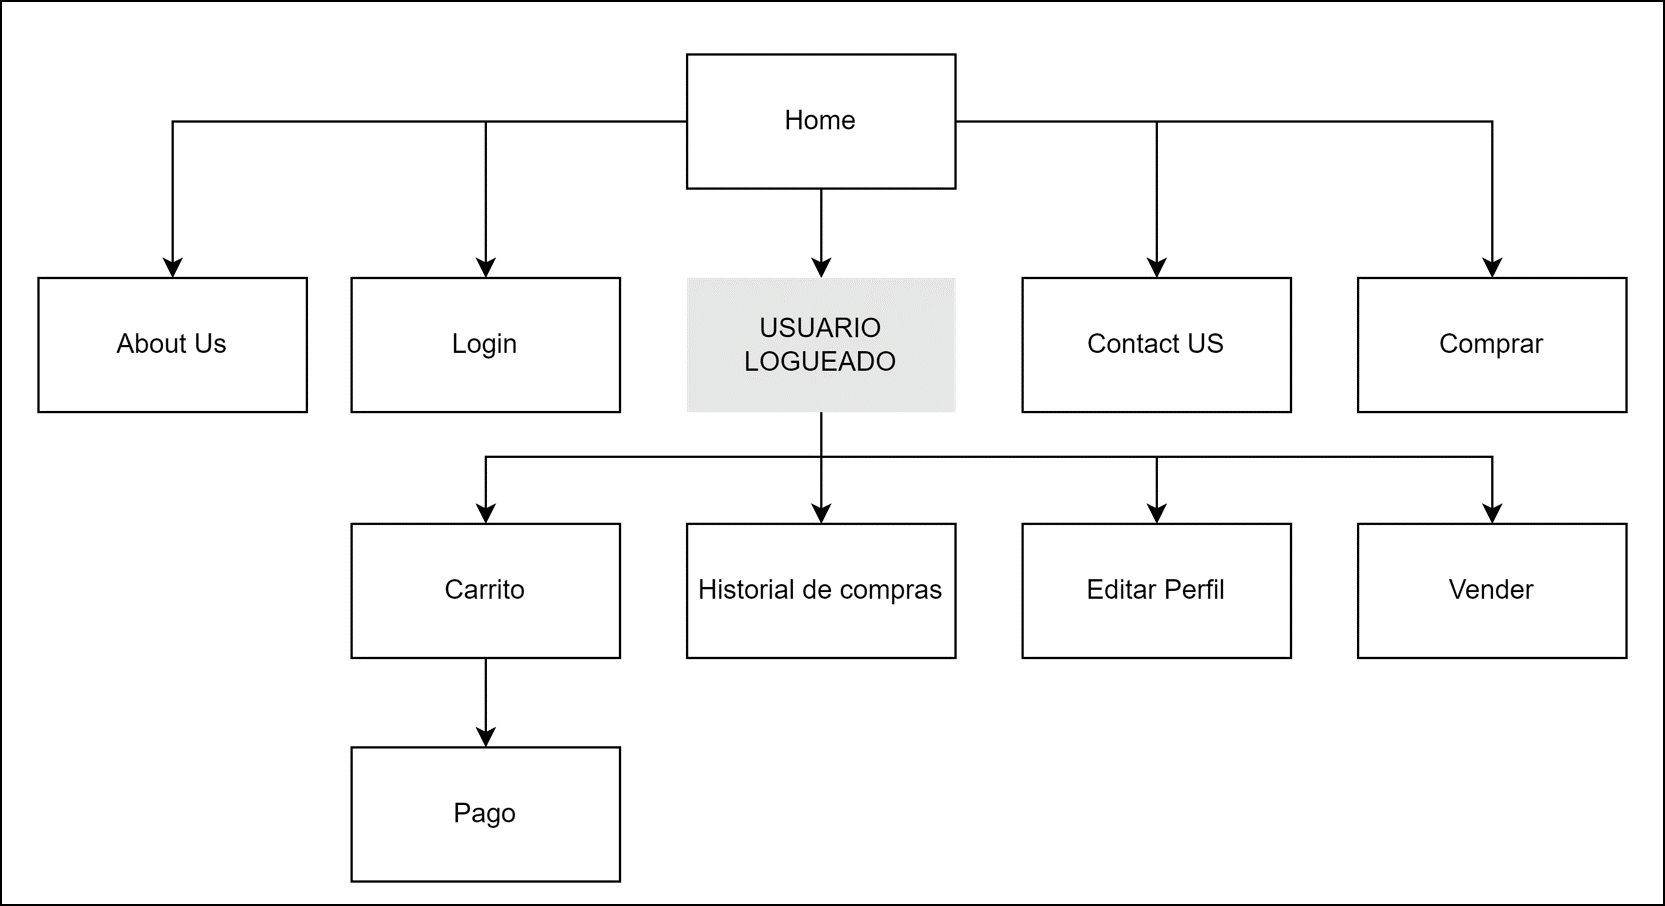 Home
About Us
Login
USUARIO
LOGUEADO
Contact US
Comprar
Carrito
Historial de compras
Editar Perfil
Vender
Pago